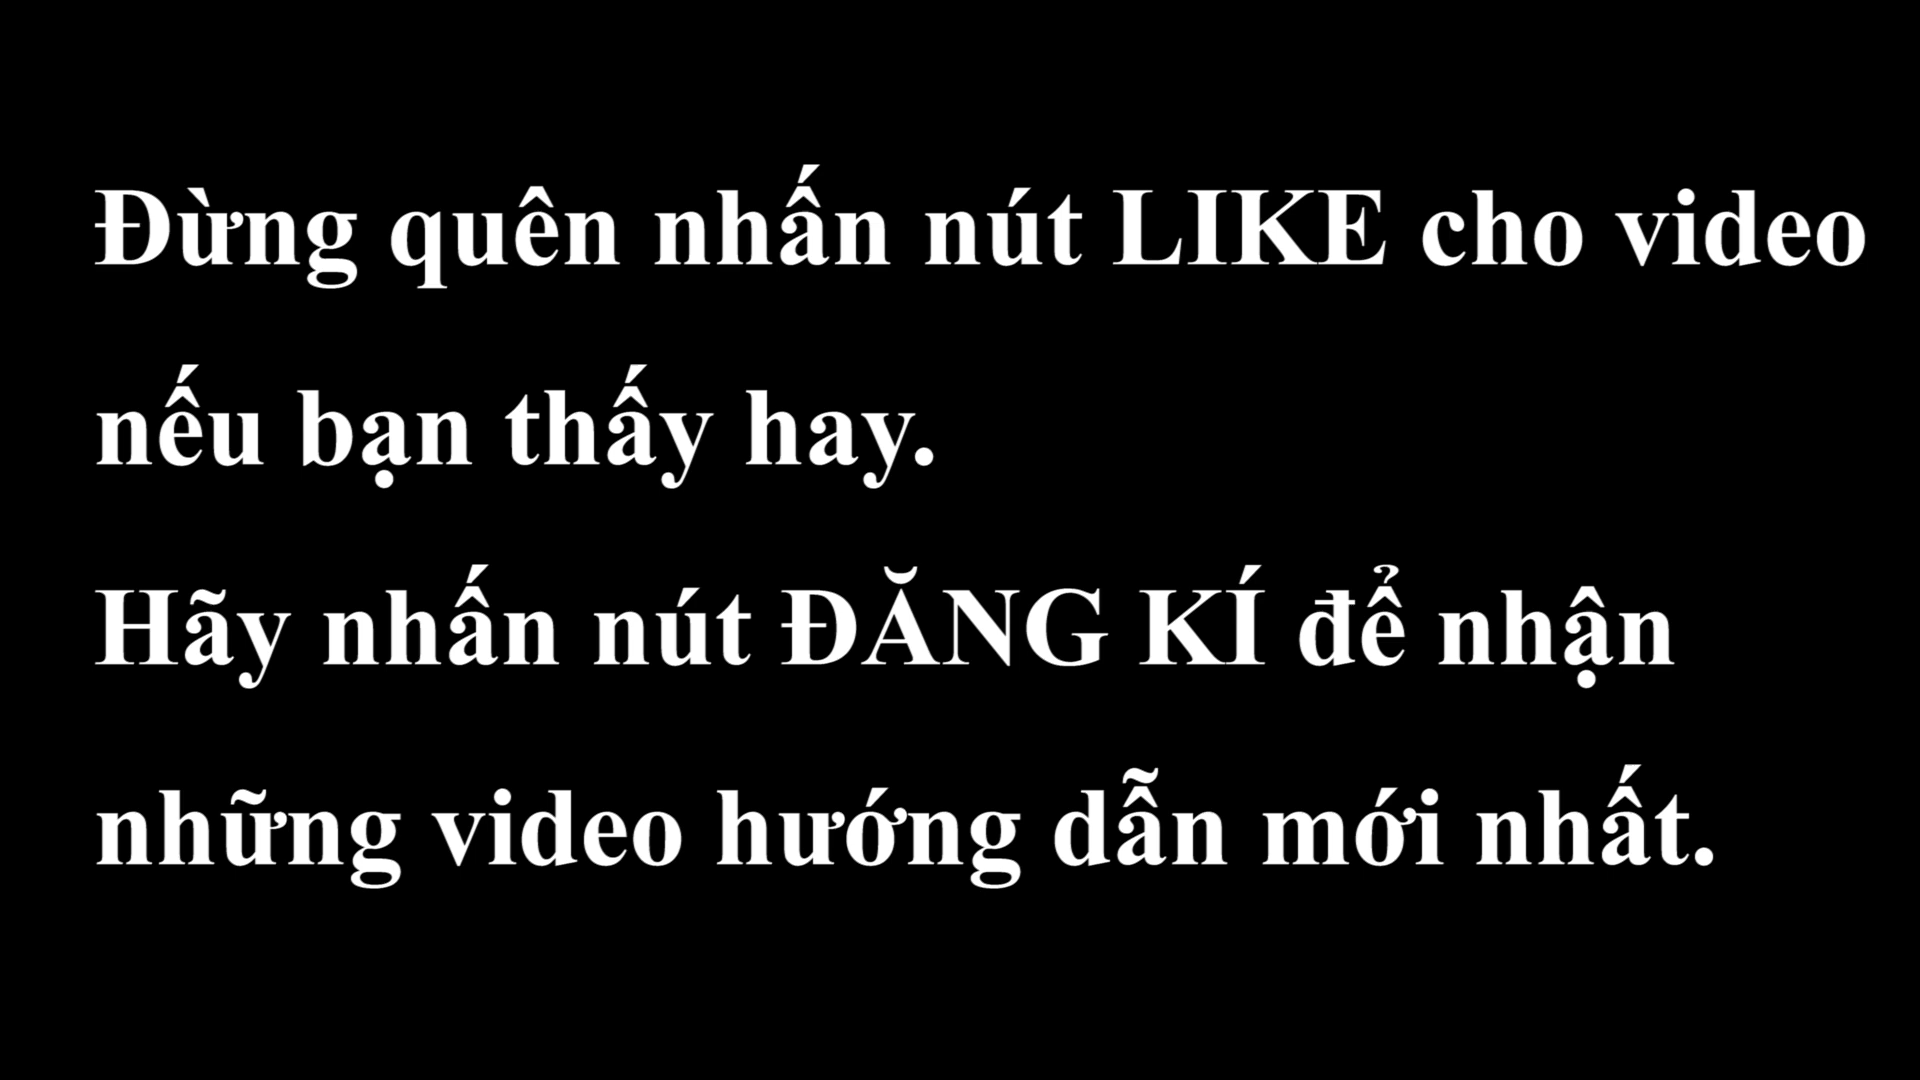 Đừng quên nhấn nút LIKE cho video
nếu bạn thấy hay.
Hãy nhấn nút ĐĂNG KÍ để nhận
những video hướng dẫn mới nhất.